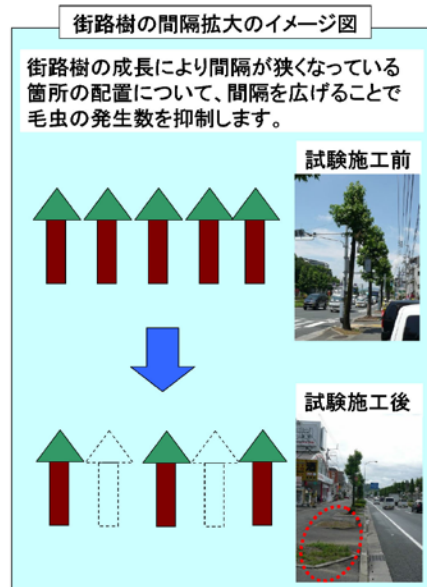 街路樹の間隔拡大のイメージ図
街路樹の成長により間隔が狭くなっている
箇所の配置について、間隔を広げることで
毛虫の発生数を抑制します。
試験施工前
試験施工後